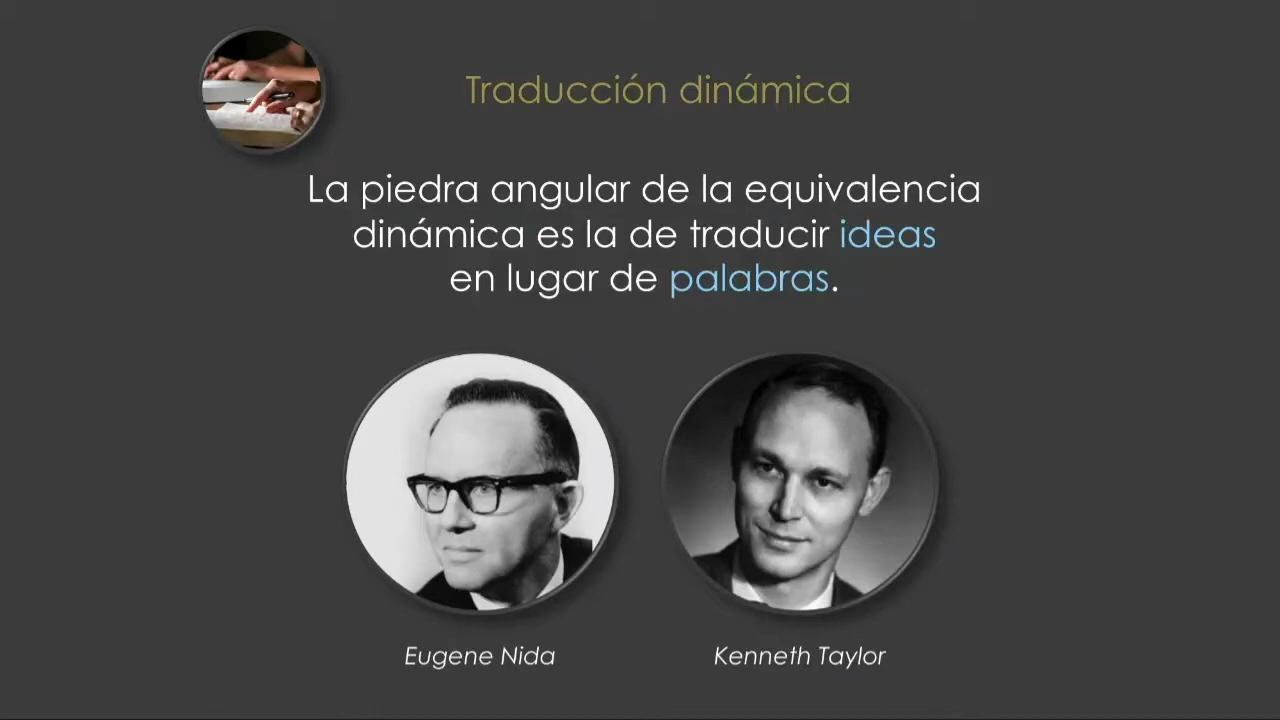 Traducción dinámica
La piedra angular de la equivalencia
dinámica es la de traducir ideas
en lugar de palabras.
Eugene Nida
Kenneth Taylor